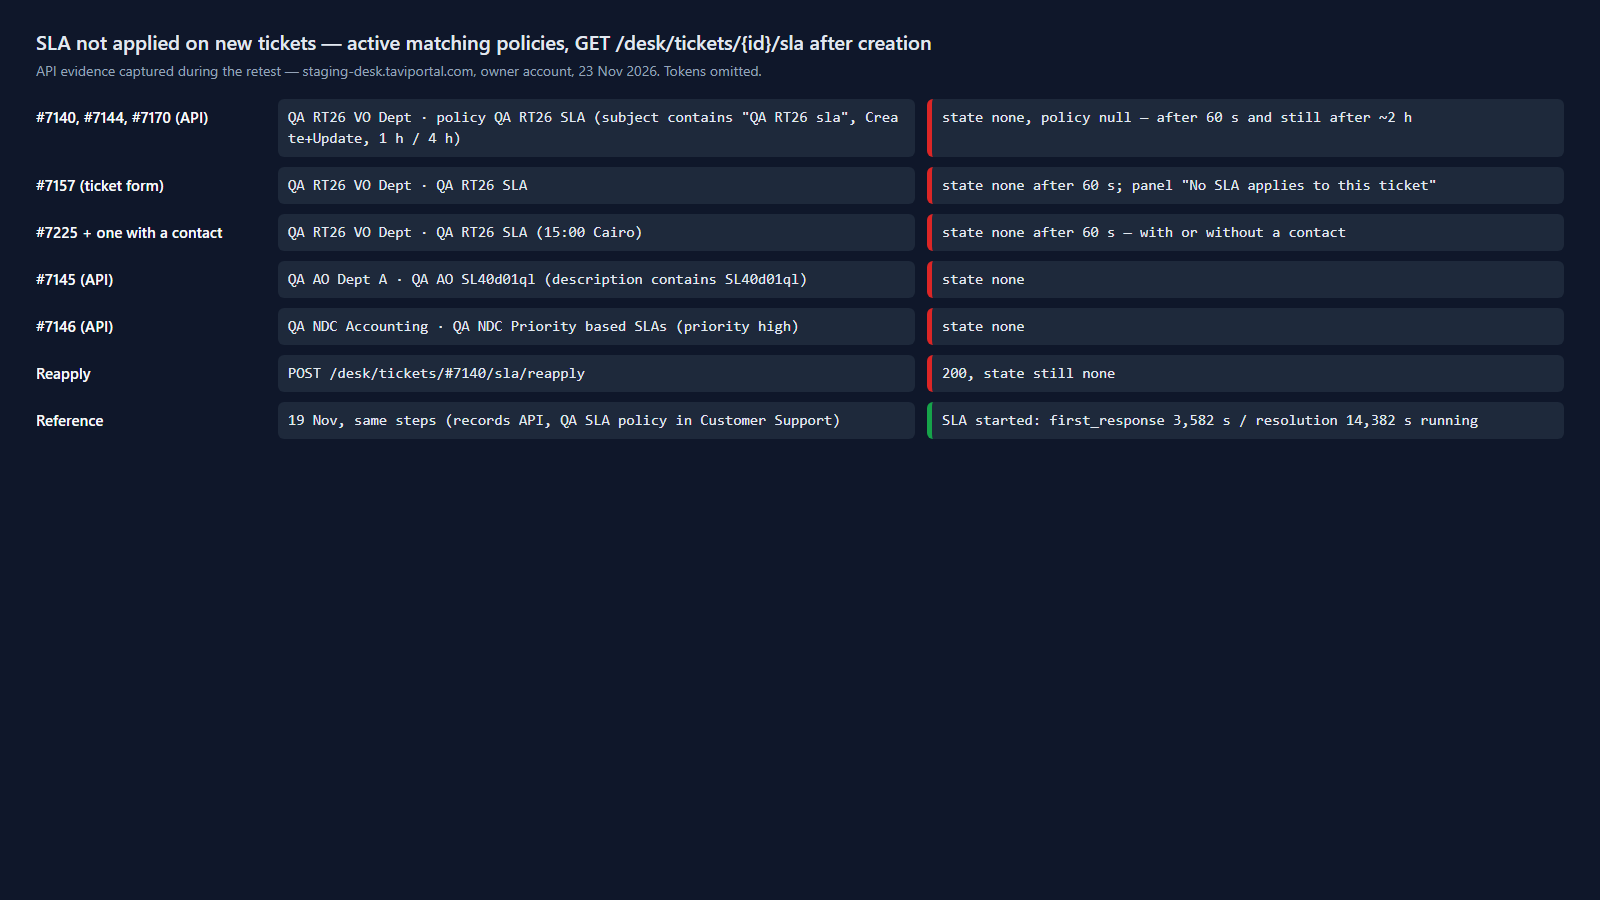 SLA not applied on new tickets — active matching policies, GET /desk/tickets/{id}/sla after creation
API evidence captured during the retest — staging-desk.taviportal.com, owner account, 23 Nov 2026. Tokens omitted.
#7140, #7144, #7170 (API)
QA RT26 VO Dept · policy QA RT26 SLA (subject contains "QA RT26 sla", Crea
te+Update, 1 h / 4 h)
state none, policy null — after 60 s and still after ~2 h
#7157 (ticket form)
QA RT26 VO Dept · QA RT26 SLA
state none after 60 s; panel "No SLA applies to this ticket"
#7225 + one with a contact
QA RT26 VO Dept · QA RT26 SLA (15:00 Cairo)
state none after 60 s — with or without a contact
#7145 (API)
QA AO Dept A · QA AO SL40d01ql (description contains SL40d01ql)
state none
#7146 (API)
QA NDC Accounting · QA NDC Priority based SLAs (priority high)
state none
Reapply
POST /desk/tickets/#7140/sla/reapply
200, state still none
Reference
19 Nov, same steps (records API, QA SLA policy in Customer Support)
SLA started: first_response 3,582 s / resolution 14,382 s running